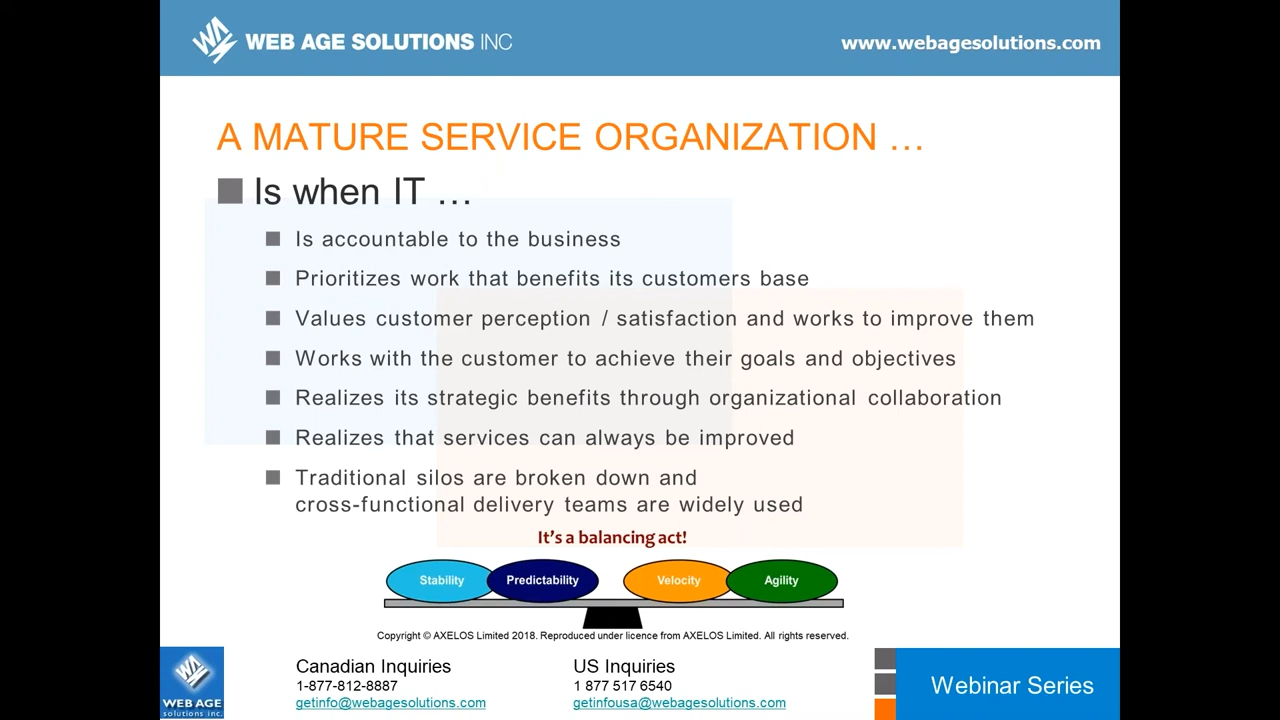 WEB AGE SOLUTIONS INC
www.webagesolutions.com
A MATURE SERVICE ORGANIZATION …
Is when IT …
Is accountable to the business
Prioritizes work that benefits its customers base
Values customer perception / satisfaction and works to improve them
Works with the customer to achieve their goals and objectives
Realizes its strategic benefits through organizational collaboration
Realizes that services can always be improved
Traditional silos are broken down and
cross-functional delivery teams are widely used
It's a balancing act!
Stability
Predictability
Velocity
Agility
Copyright © AXELOS Limited 2018. Reproduced under licence from AXELOS Limited. All rights reserved.
WEB AGE
solutions inc.
Canadian Inquiries
1-877-812-8887
getinfo@webagesolutions.com
US Inquiries
1 877 517 6540
getinfousa@webagesolutions.com
Webinar Series